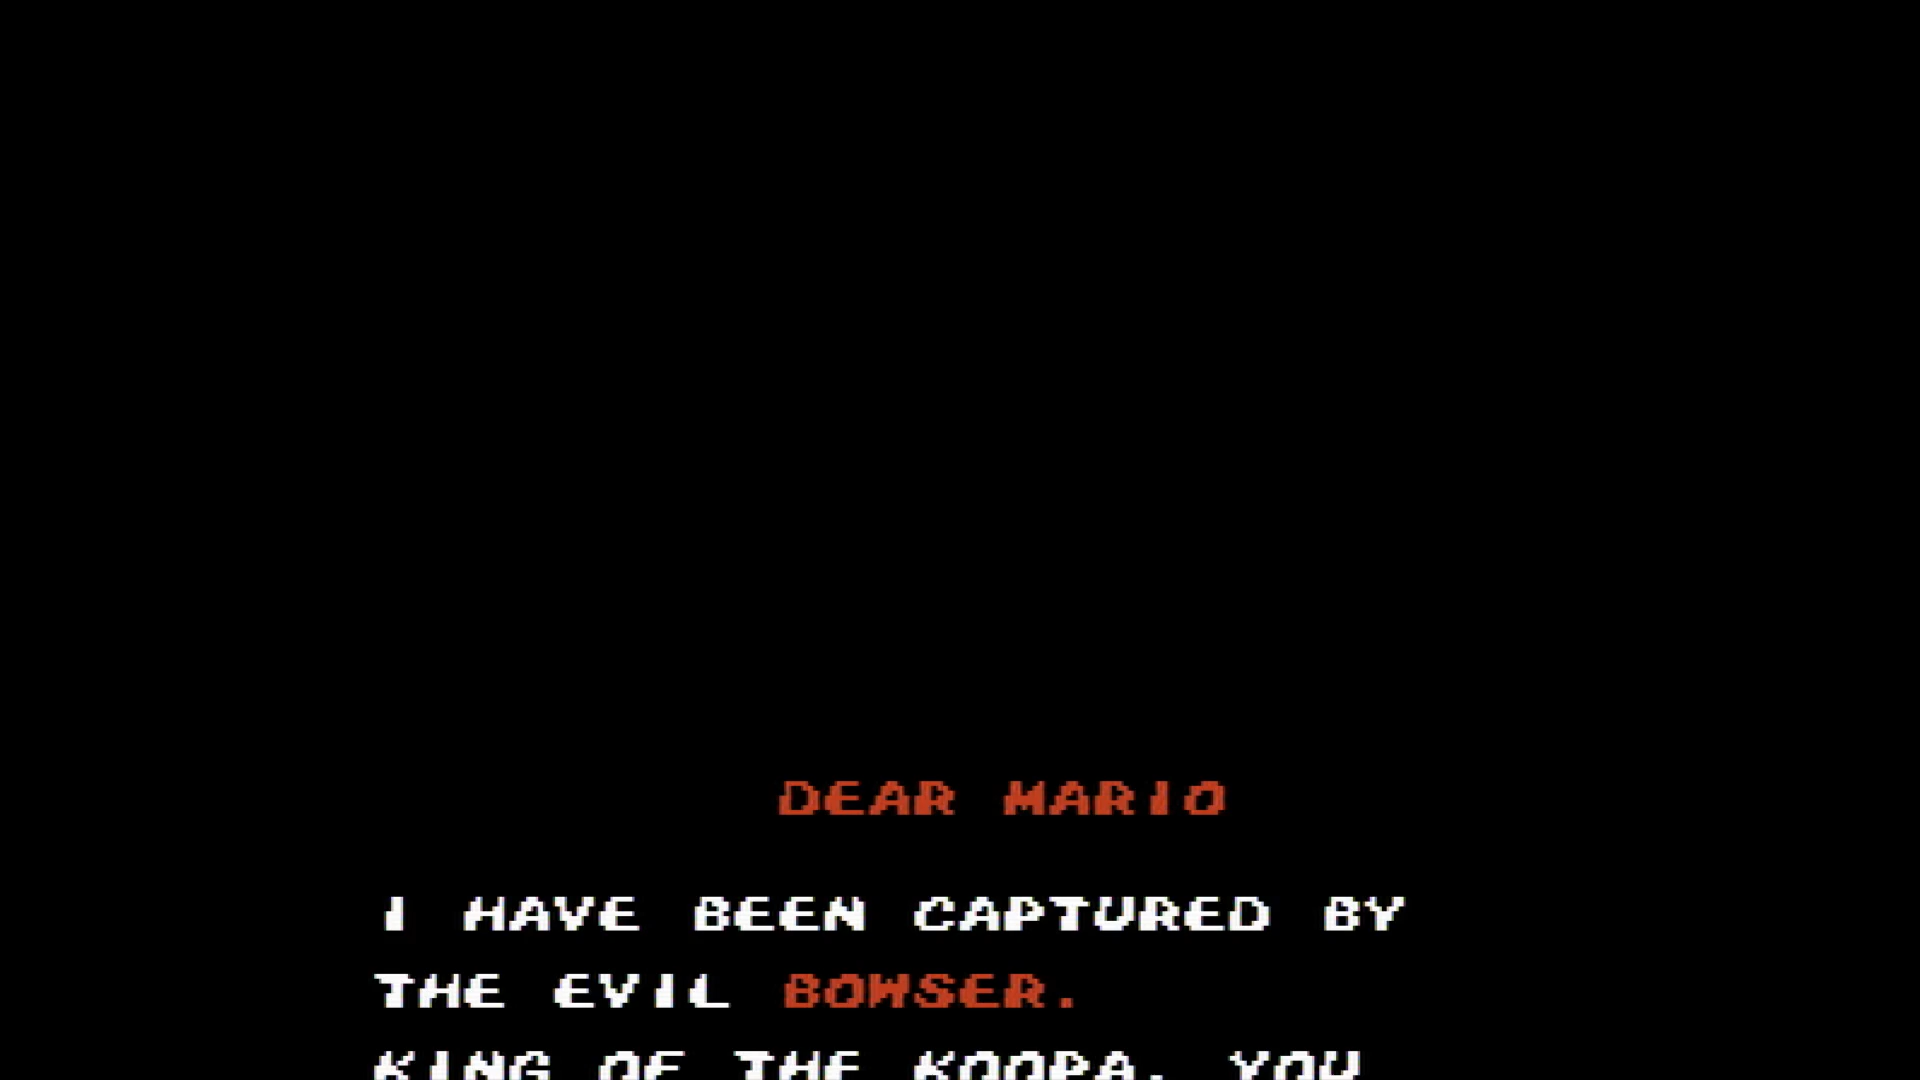 DEAR MARIO
I HAVE BEEN CAPTURED BY
THE EVIL BOWSER.
KING OF THE KOOPA. YOU